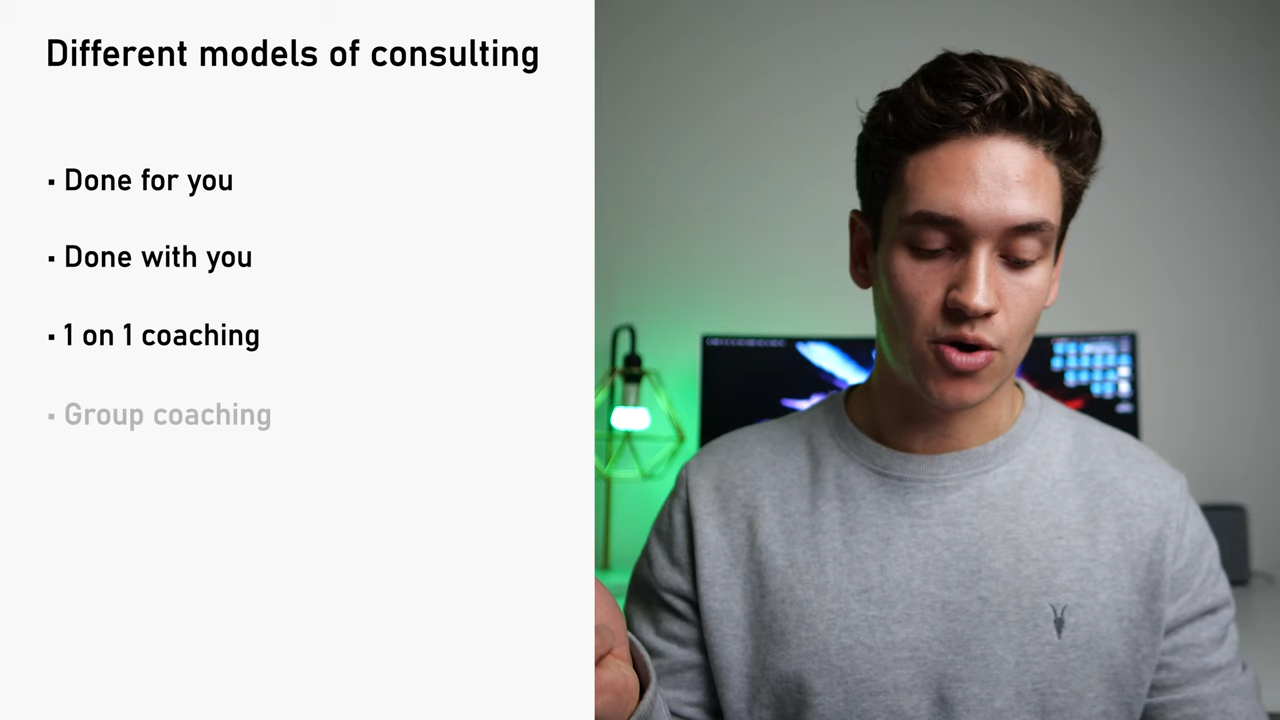 Different models of consulting
▪ Done for you
▪ Done with you
▪ 1 on 1 coaching
▪ Group coaching